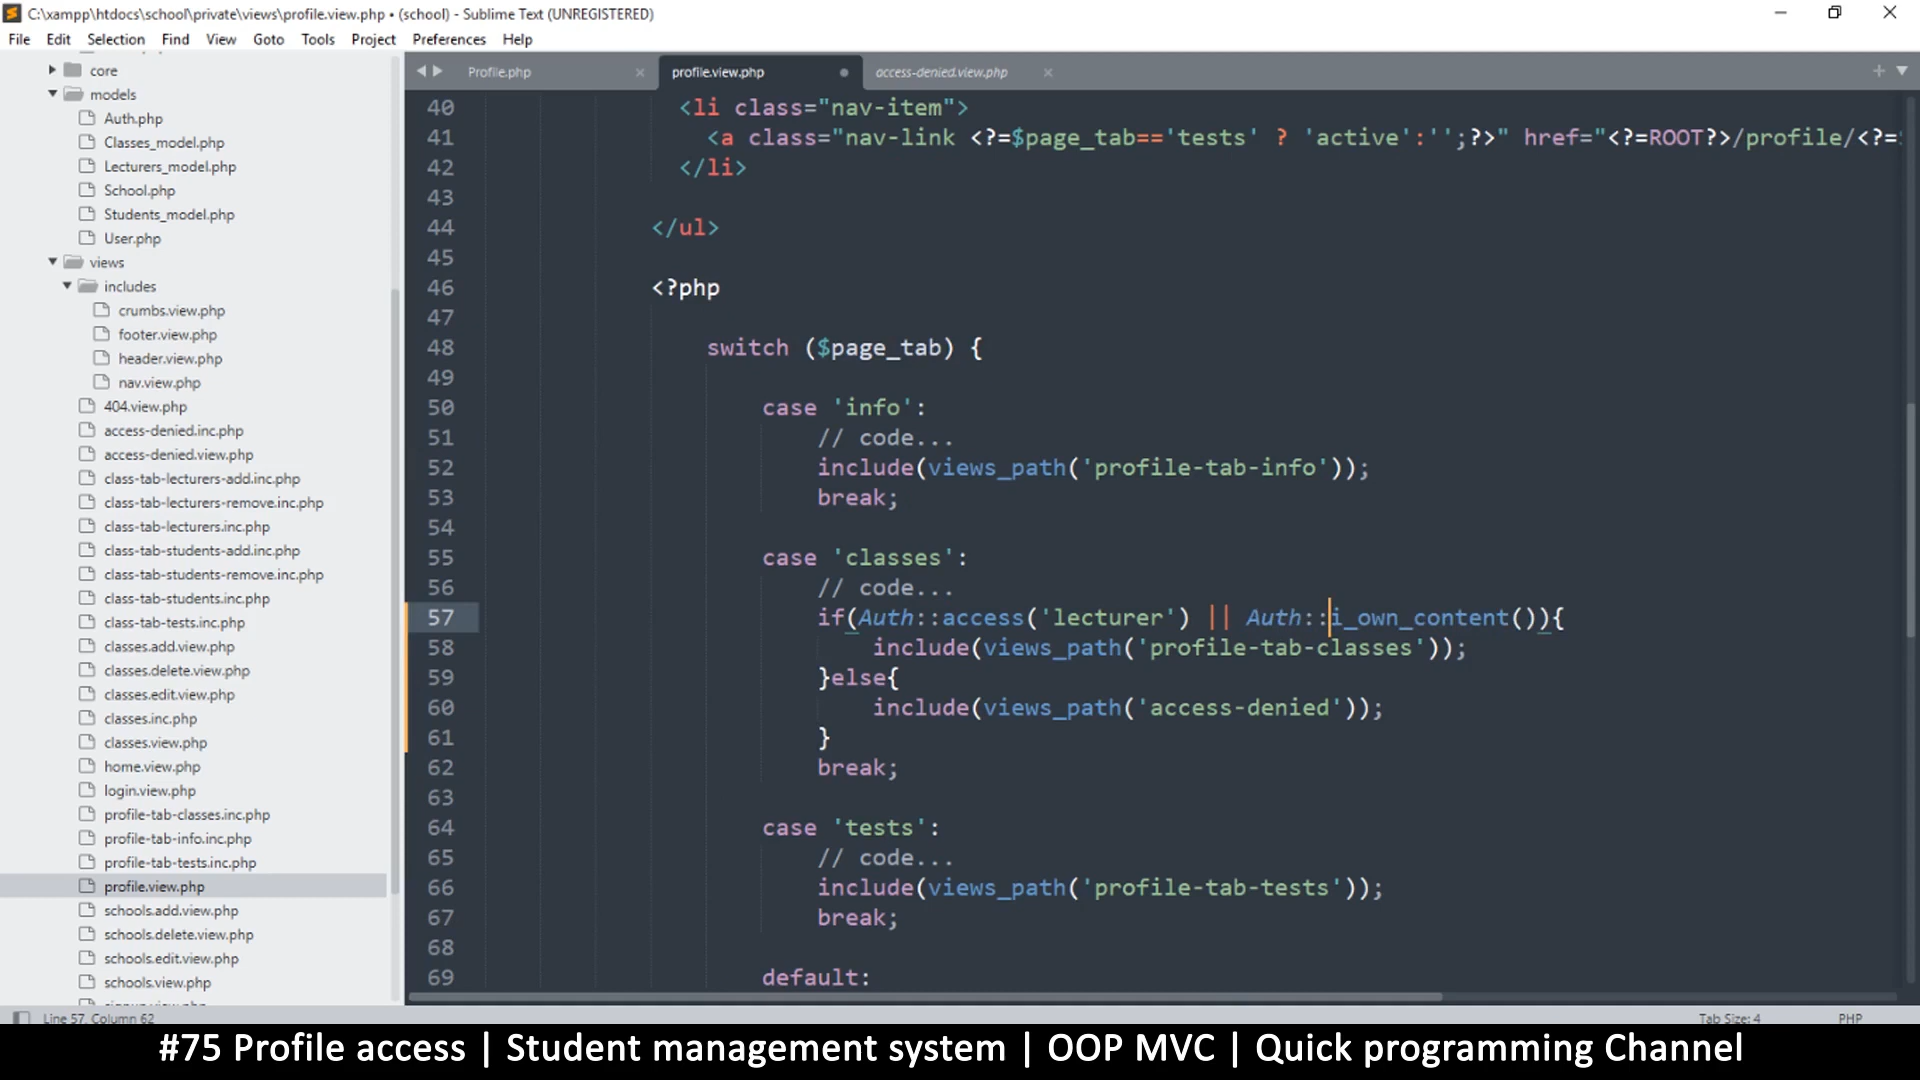 C:\xampp\htdocs\school\private\views\profile.view.php • (school) - Sublime Text (UNREGISTERED)
File Edit Selection Find View Goto Tools Project Preferences Help
core
models
Auth.php
Classes_model.php
Lecturers_model.php
School.php
Students_model.php
User.php
views
includes
crumbs.view.php
footer.view.php
header.view.php
nav.view.php
404.view.php
access-denied.inc.php
access-denied.view.php
class-tab-lecturers-add.inc.php
class-tab-lecturers-remove.inc.php
class-tab-lecturers.inc.php
class-tab-students-add.inc.php
class-tab-students-remove.inc.php
class-tab-students.inc.php
class-tab-tests.inc.php
classes.add.view.php
classes.delete.view.php
classes.edit.view.php
classes.inc.php
classes.view.php
home.view.php
login.view.php
profile-tab-classes.inc.php
profile-tab-info.inc.php
profile-tab-tests.inc.php
profile.view.php
schools.add.view.php
schools.delete.view.php
schools.edit.view.php
schools.view.php
Profile.php profile.view.php access-denied.view.php
40 <li class="nav-item">
41 <a class="nav-link <?=$page_tab=='tests' ? 'active':'';?>" href="<?=ROOT?>/profile/<?=
42 </li>
43
44 </ul>
45
46 <?php
47
48 switch ($page_tab) {
49
50 case 'info':
51 // code...
52 include(views_path('profile-tab-info'));
53 break;
54
55 case 'classes':
56 // code...
57 if(Auth::access('lecturer') || Auth::i_own_content()){
58 include(views_path('profile-tab-classes'));
59 }else{
60 include(views_path('access-denied'));
61 }
62 break;
63
64 case 'tests':
65 // code...
66 include(views_path('profile-tab-tests'));
67 break;
68
69 default:
Line 57, Column 62 Tab Size: 4 PHP
#75 Profile access | Student management system | OOP MVC | Quick programming Channel